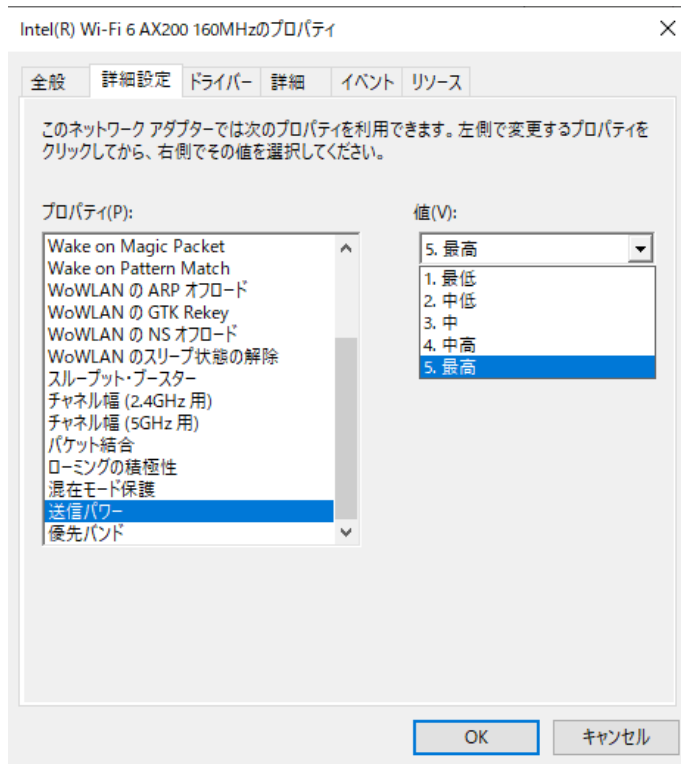 Intel(R) Wi-Fi 6 AX200 160MHzのプロパティ
全般
詳細設定
ドライバー
詳細
イベント
リソース
このネットワーク アダプターでは次のプロパティを利用できます。左側で変更するプロパティを
クリックしてから、右側でその値を選択してください。
プロパティ(P):
Wake on Magic Packet
Wake on Pattern Match
WoWLAN の ARP オフロード
WoWLAN の GTK Rekey
WoWLAN の NS オフロード
WoWLAN のスリープ状態の解除
スループット・ブースター
チャネル幅 (2.4GHz 用)
チャネル幅 (5GHz 用)
パケット結合
ローミングの積極性
混在モード保護
送信パワー
優先バンド
値(V):
5. 最高
1. 最低
2. 中低
3. 中
4. 中高
5. 最高
OK
キャンセル